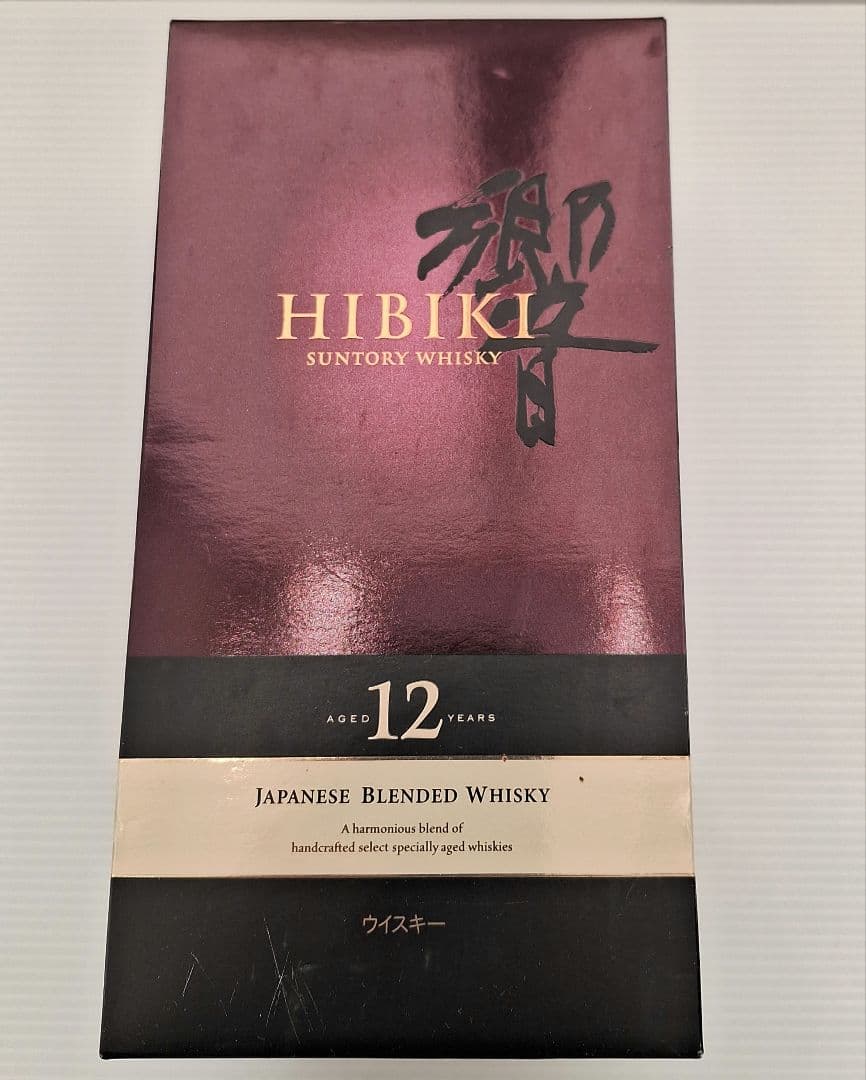 響
HIBIKI
SUNTORY WHISKY
AGED 12 YEARS
JAPANESE BLENDED WHISKY
A harmonious blend of
handcrafted select specially aged whiskies
ウイスキー